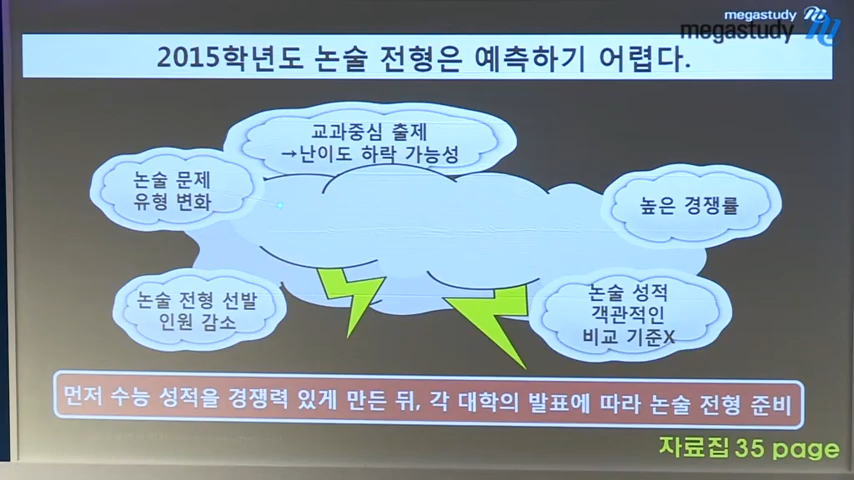 megastudy
megastudy
2015학년도 논술 전형은 예측하기 어렵다.
교과중심 출제
→난이도 하락 가능성
논술 문제
유형 변화
높은 경쟁률
논술 전형 선발
인원 감소
논술 성적
객관적인
비교 기준X
먼저 수능 성적을 경쟁력 있게 만든 뒤, 각 대학의 발표에 따라 논술 전형 준비
자료집 35 page